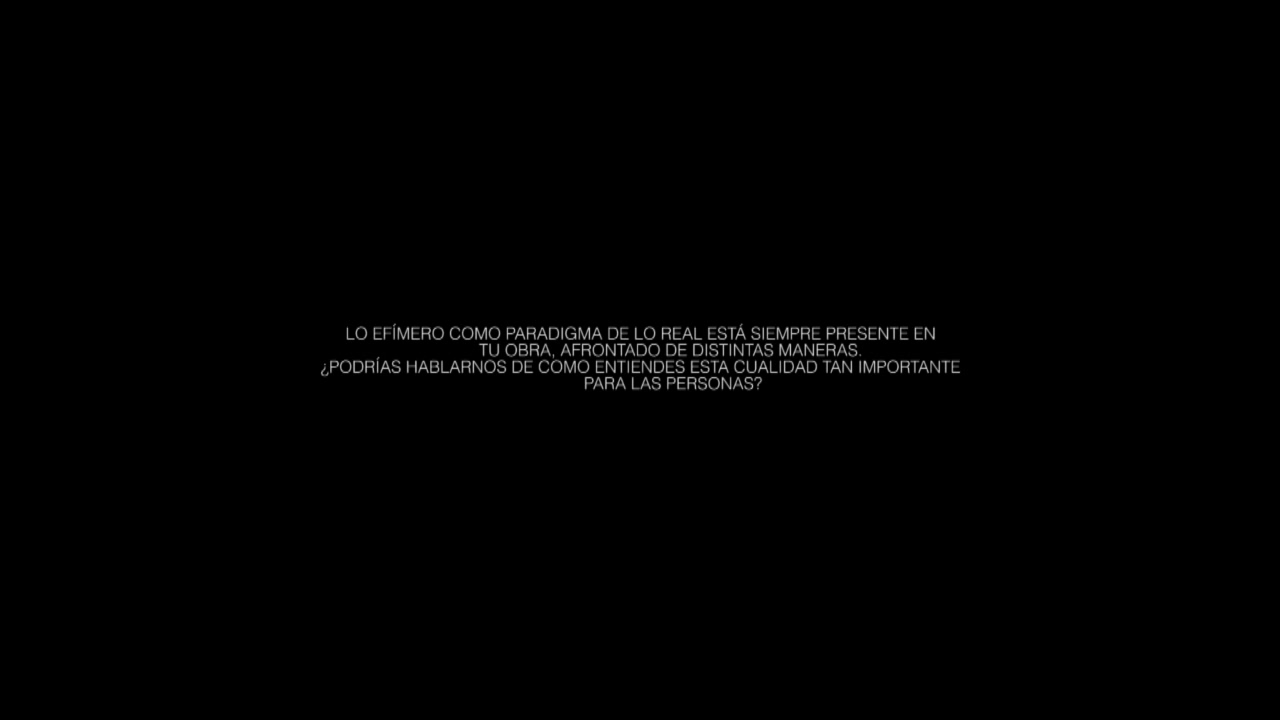 LO EFÍMERO COMO PARADIGMA DE LO REAL ESTÁ SIEMPRE PRESENTE EN
TU OBRA, AFRONTADO DE DISTINTAS MANERAS.
¿PODRÍAS HABLARNOS DE COMO ENTIENDES ESTA CUALIDAD TAN IMPORTANTE
PARA LAS PERSONAS?